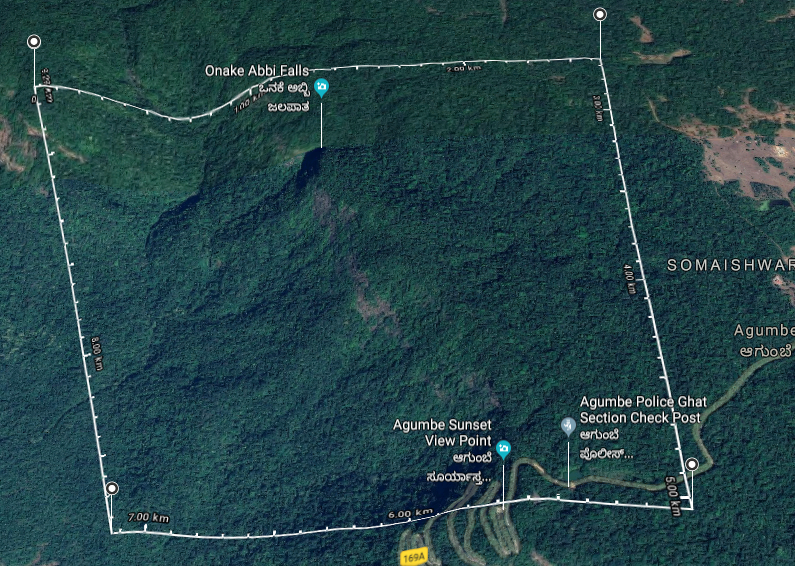 Onake Abbi Falls
ಒನಕೆ ಅಬ್ಬಿ
ಜಲಪಾತ
1.00 km
2.00 km
3.00 km
4.00 km
SOMAISHWAR
Agumbe
ಆಗುಂಬೆ
8.00 km
Agumbe Police Ghat
Section Check Post
ಆಗುಂಬೆ
ಪೊಲೀಸ್...
Agumbe Sunset
View Point
ಆಗುಂಬೆ
ಸೂರ್ಯಾಸ್ತ...
5.00 km
6.00 km
7.00 km
169A